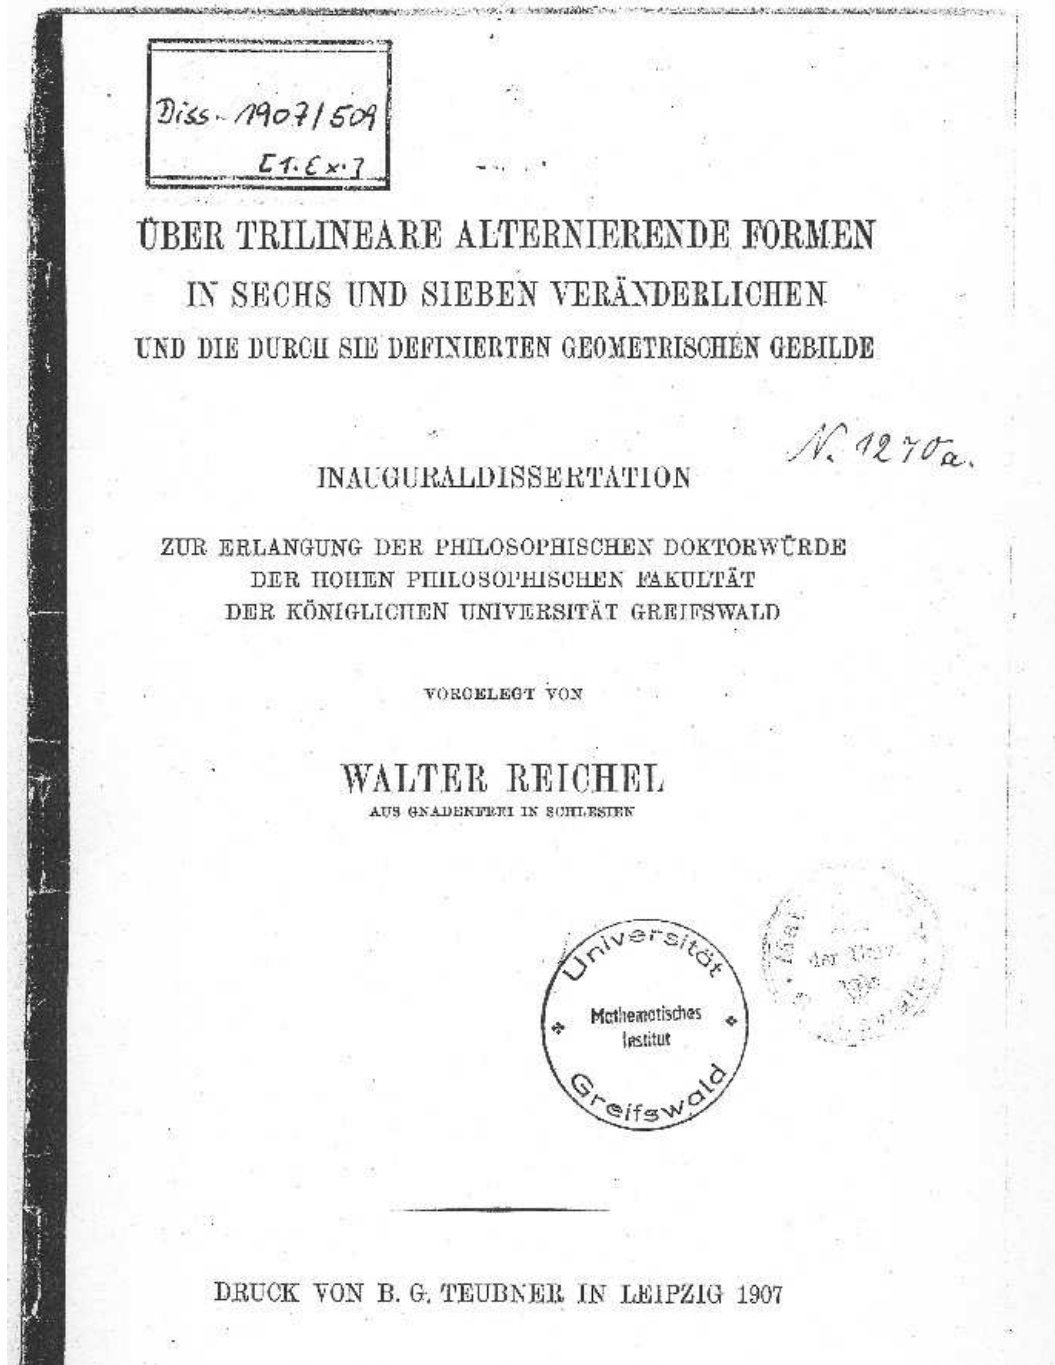 Diss. 1907/509
[1. Ex.]
ÜBER TRILINEARE ALTERNIERENDE FORMEN
IN SECHS UND SIEBEN VERÄNDERLICHEN
UND DIE DURCH SIE DEFINIERTEN GEOMETRISCHEN GEBILDE
N. 1270a.
INAUGURALDISSERTATION
ZUR ERLANGUNG DER PHILOSOPHISCHEN DOKTORWÜRDE
DER HOHEN PHILOSOPHISCHEN FAKULTÄT
DER KÖNIGLICHEN UNIVERSITÄT GREIFSWALD
VORGELEGT VON
WALTER REICHEL
AUS GNADENFREI IN SCHLESIEN
Universität
Mathematisches
Institut
Greifswald
der
DRUCK VON B. G. TEUBNER IN LEIPZIG 1907